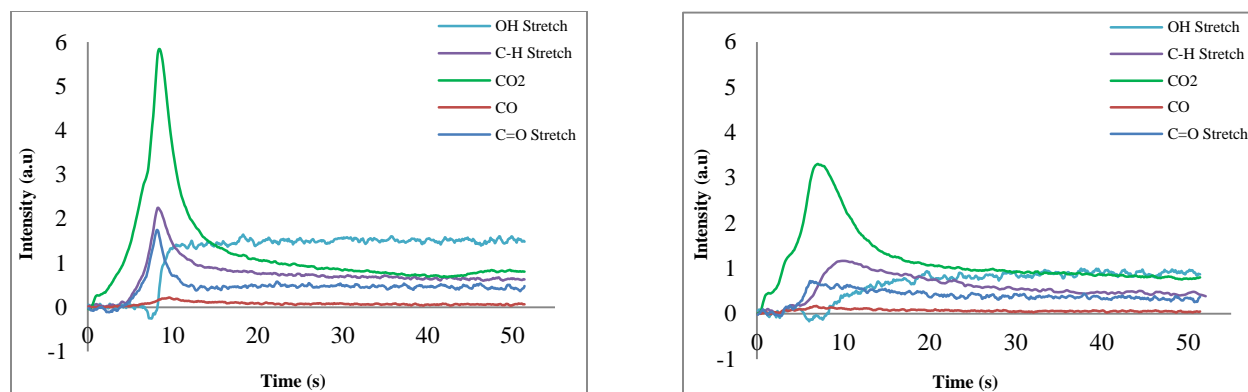 OH Stretch
C-H Stretch
CO2
CO
C=O Stretch
6
5
4
3
2
1
0
-1
0
10
20
30
40
50
Intensity (a.u)
Time (s)
OH Stretch
C-H Stretch
CO2
CO
C=O Stretch
6
5
4
3
2
1
0
-1
0
10
20
30
40
50
Intensity (a.u)
Time (s)